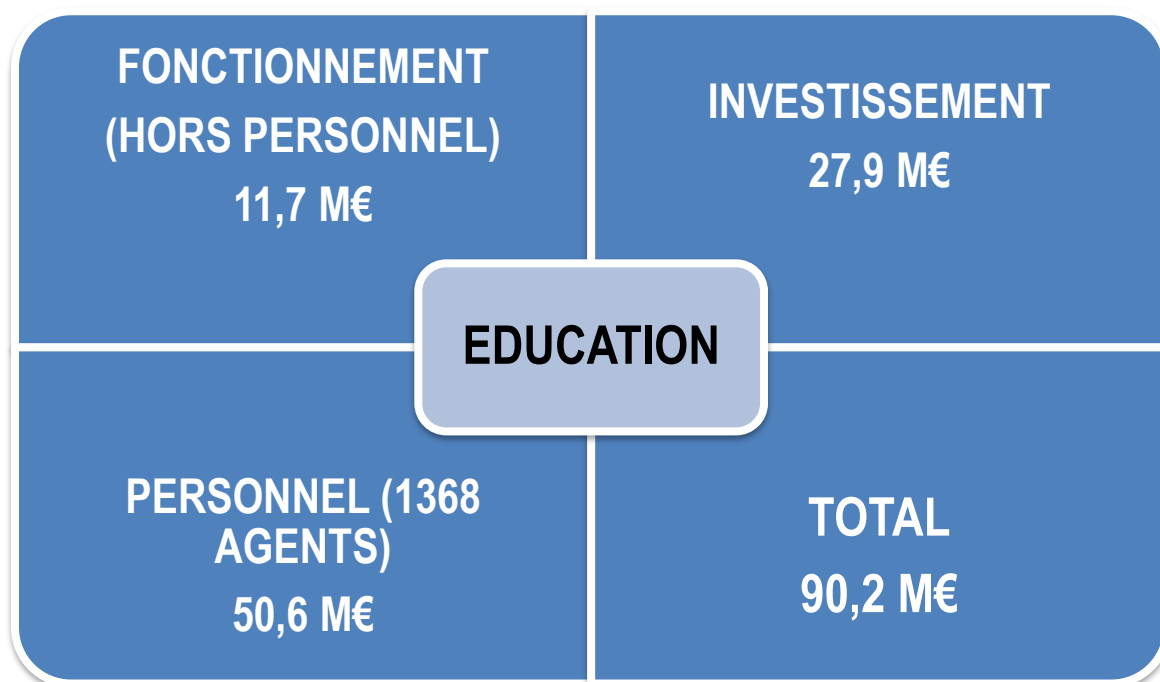 FONCTIONNEMENT
(HORS PERSONNEL)
11,7 M€
INVESTISSEMENT
27,9 M€
EDUCATION
PERSONNEL (1368
AGENTS)
50,6 M€
TOTAL
90,2 M€